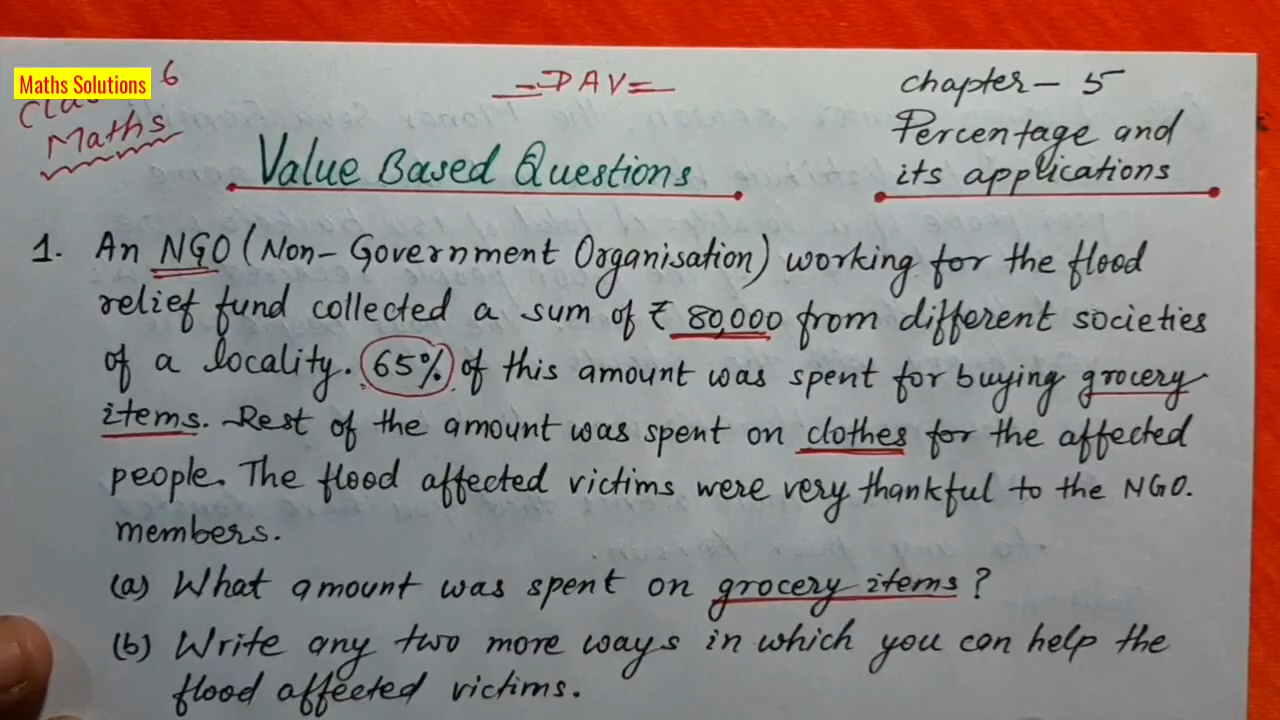 Maths Solutions 6
Maths
DAV
chapter - 5
Percentage and
its applications
Value Based Questions
1. An NGO (Non-Government Organisation) working for the flood
relief fund collected a sum of ₹ 80,000 from different societies
of a locality. 65% of this amount was spent for buying grocery
items. Rest of the amount was spent on clothes for the affected
people. The flood affected victims were very thankful to the NGO.
members.
(a) What amount was spent on grocery items?
(b) Write any two more ways in which you can help the
flood affected victims.